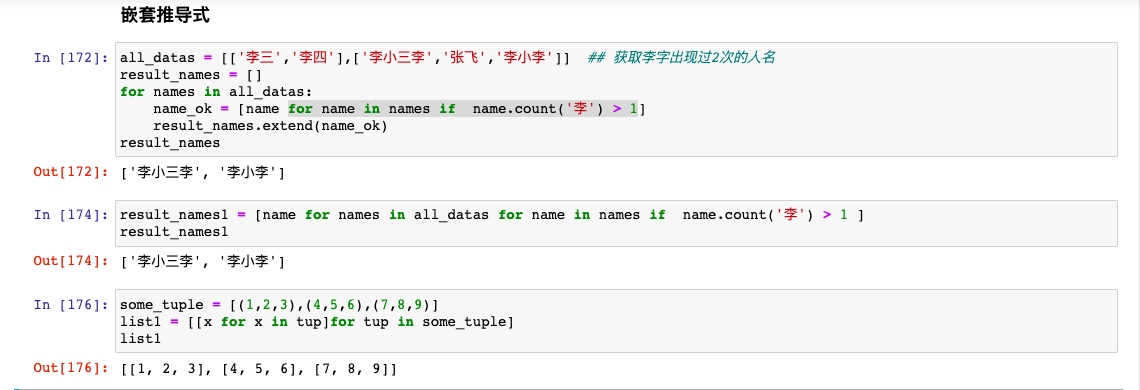 嵌套推导式
In [172]: all_datas = [['李三','李四'],['李小三李','张飞','李小李']]  ## 获取李字出现过2次的人名
result_names = []
for names in all_datas:
    name_ok = [name for name in names if  name.count('李') > 1]
    result_names.extend(name_ok)
result_names
Out[172]: ['李小三李', '李小李']
In [174]: result_names1 = [name for names in all_datas for name in names if  name.count('李') > 1 ]
result_names1
Out[174]: ['李小三李', '李小李']
In [176]: some_tuple = [(1,2,3),(4,5,6),(7,8,9)]
list1 = [[x for x in tup]for tup in some_tuple]
list1
Out[176]: [[1, 2, 3], [4, 5, 6], [7, 8, 9]]